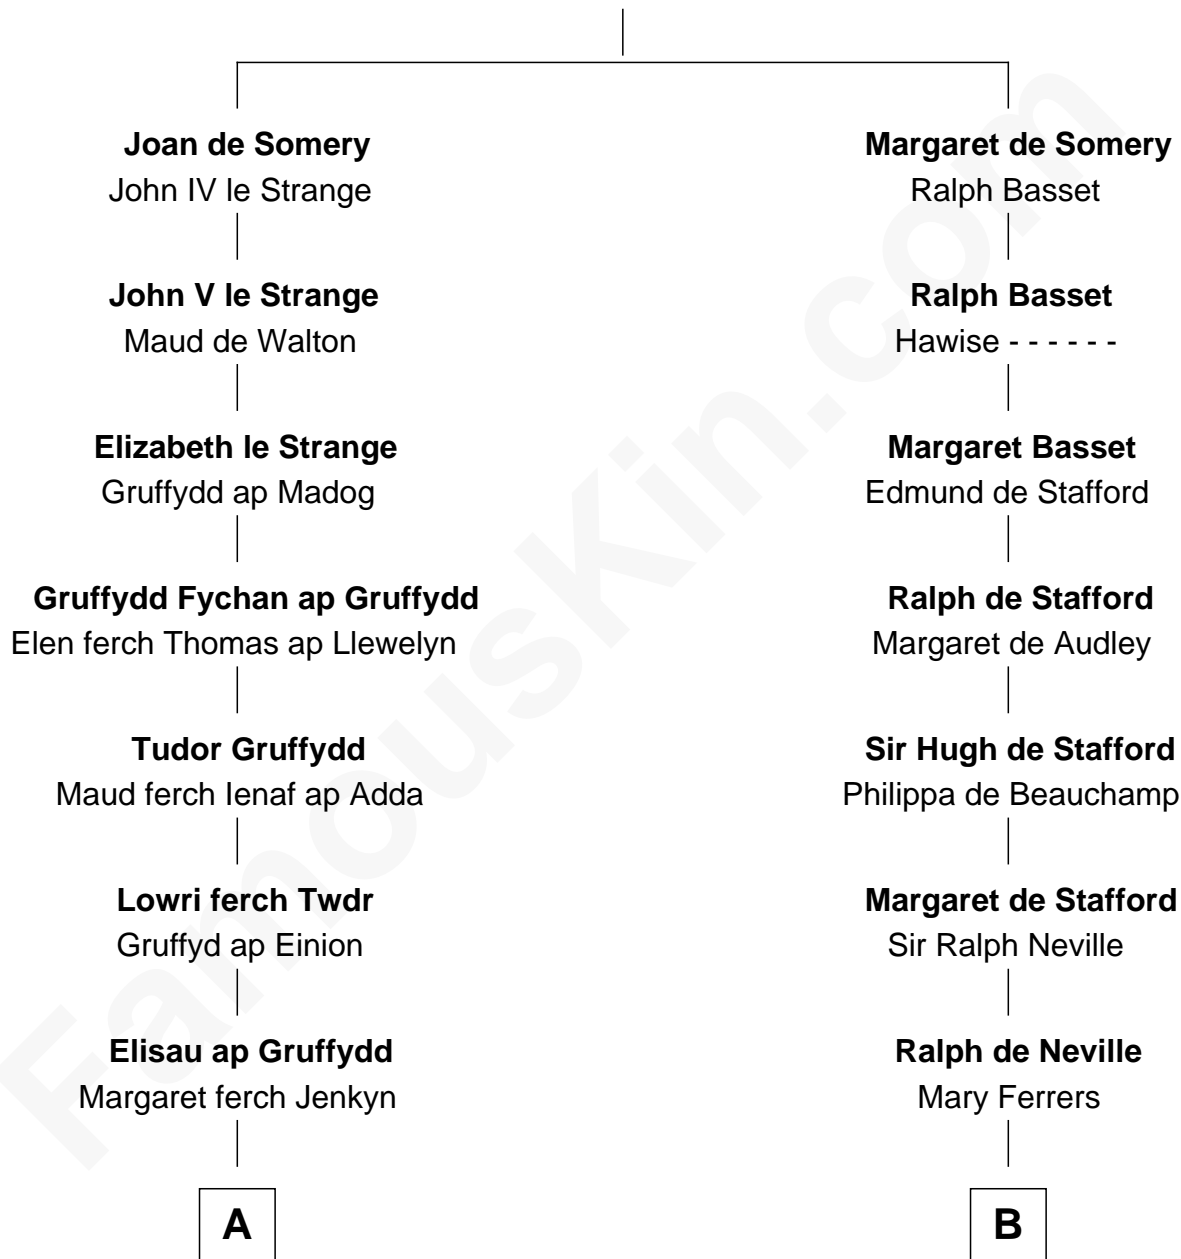 Joan de Somery
John IV le Strange
John V le Strange
Maud de Walton
Elizabeth le Strange
Gruffydd ap Madog
Gruffydd Fychan ap Gruffydd
Elen ferch Thomas ap Llewelyn
Tudor Gruffydd
Maud ferch Ienaf ap Adda
Lowri ferch Twdr
Gruffyd ap Einion
Elisau ap Gruffydd
Margaret ferch Jenkyn
A
Margaret de Somery
Ralph Basset
Ralph Basset
Hawise - - - - - -
Margaret Basset
Edmund de Stafford
Ralph de Stafford
Margaret de Audley
Sir Hugh de Stafford
Philippa de Beauchamp
Margaret de Stafford
Sir Ralph Neville
Ralph de Neville
Mary Ferrers
B
FamousKin.com